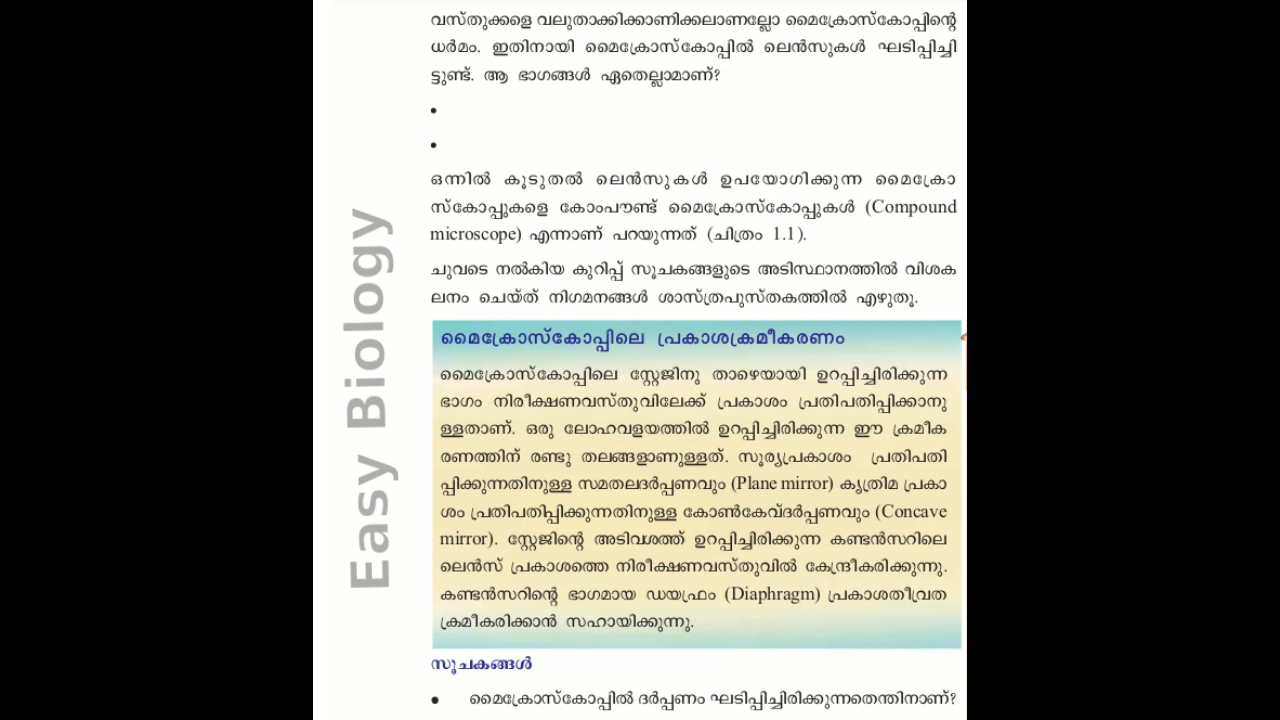 വസ്തുക്കളെ വലുതാക്കിക്കാണിക്കലാണല്ലോ മൈക്രോസ്കോപ്പിന്റെ
ധർമം. ഇതിനായി മൈക്രോസ്കോപ്പിൽ ലെൻസുകൾ ഘടിപ്പിച്ചി
ട്ടുണ്ട്. ആ ഭാഗങ്ങൾ ഏതെല്ലാമാണ്?
•
•
ഒന്നിൽ കൂടുതൽ ലെൻസുകൾ ഉപയോഗിക്കുന്ന മൈക്രോ
സ്കോപ്പുകളെ കോംപൗണ്ട് മൈക്രോസ്കോപ്പുകൾ (Compound
microscope) എന്നാണ് പറയുന്നത് (ചിത്രം 1.1).
ചുവടെ നൽകിയ കുറിപ്പ് സൂചകങ്ങളുടെ അടിസ്ഥാനത്തിൽ വിശക
ലനം ചെയ്ത് നിഗമനങ്ങൾ ശാസ്ത്രപുസ്തകത്തിൽ എഴുതൂ.
മൈക്രോസ്കോപ്പിലെ പ്രകാശക്രമീകരണം
മൈക്രോസ്കോപ്പിലെ സ്റ്റേജിനു താഴെയായി ഉറപ്പിച്ചിരിക്കുന്ന
ഭാഗം നിരീക്ഷണവസ്തുവിലേക്ക് പ്രകാശം പ്രതിപതിപ്പിക്കാനു
ള്ളതാണ്. ഒരു ലോഹവളയത്തിൽ ഉറപ്പിച്ചിരിക്കുന്ന ഈ ക്രമീക
രണത്തിന് രണ്ടു തലങ്ങളാണുള്ളത്. സൂര്യപ്രകാശം പ്രതിപതി
പ്പിക്കുന്നതിനുള്ള സമതലദർപ്പണവും (Plane mirror) കൃത്രിമ പ്രകാ
ശം പ്രതിപതിപ്പിക്കുന്നതിനുള്ള കോൺകേവ്ദർപ്പണവും (Concave
mirror). സ്റ്റേജിന്റെ അടിവശത്ത് ഉറപ്പിച്ചിരിക്കുന്ന കണ്ടൻസറിലെ
ലെൻസ് പ്രകാശത്തെ നിരീക്ഷണവസ്തുവിൽ കേന്ദ്രീകരിക്കുന്നു.
കണ്ടൻസറിന്റെ ഭാഗമായ ഡയഫ്രം (Diaphragm) പ്രകാശതീവ്രത
ക്രമീകരിക്കാൻ സഹായിക്കുന്നു.
സൂചകങ്ങൾ
• മൈക്രോസ്കോപ്പിൽ ദർപ്പണം ഘടിപ്പിച്ചിരിക്കുന്നതെന്തിനാണ്?
Easy Biology